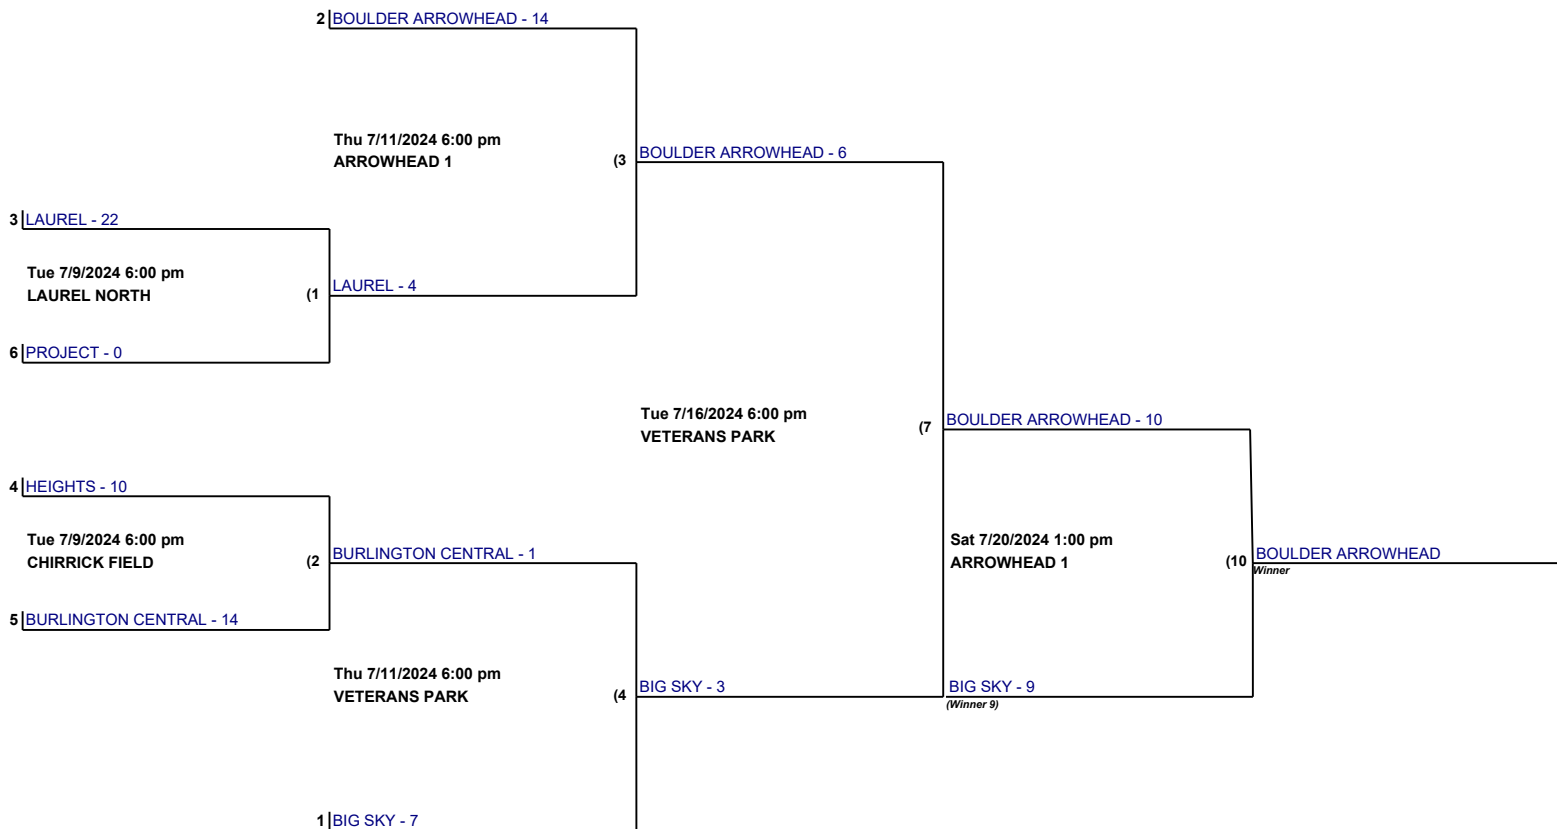 2 BOULDER ARROWHEAD - 14
Thu 7/11/2024 6:00 pm
ARROWHEAD 1
(3
BOULDER ARROWHEAD - 6
3 LAUREL - 22
Tue 7/9/2024 6:00 pm
LAUREL NORTH
(1
LAUREL - 4
6 PROJECT - 0
Tue 7/16/2024 6:00 pm
VETERANS PARK
(7
BOULDER ARROWHEAD - 10
4 HEIGHTS - 10
Tue 7/9/2024 6:00 pm
CHIRRICK FIELD
(2
BURLINGTON CENTRAL - 1
Sat 7/20/2024 1:00 pm
ARROWHEAD 1
(10
BOULDER ARROWHEAD
Winner
5 BURLINGTON CENTRAL - 14
Thu 7/11/2024 6:00 pm
VETERANS PARK
(4
BIG SKY - 3
BIG SKY - 9
(Winner 9)
1 BIG SKY - 7